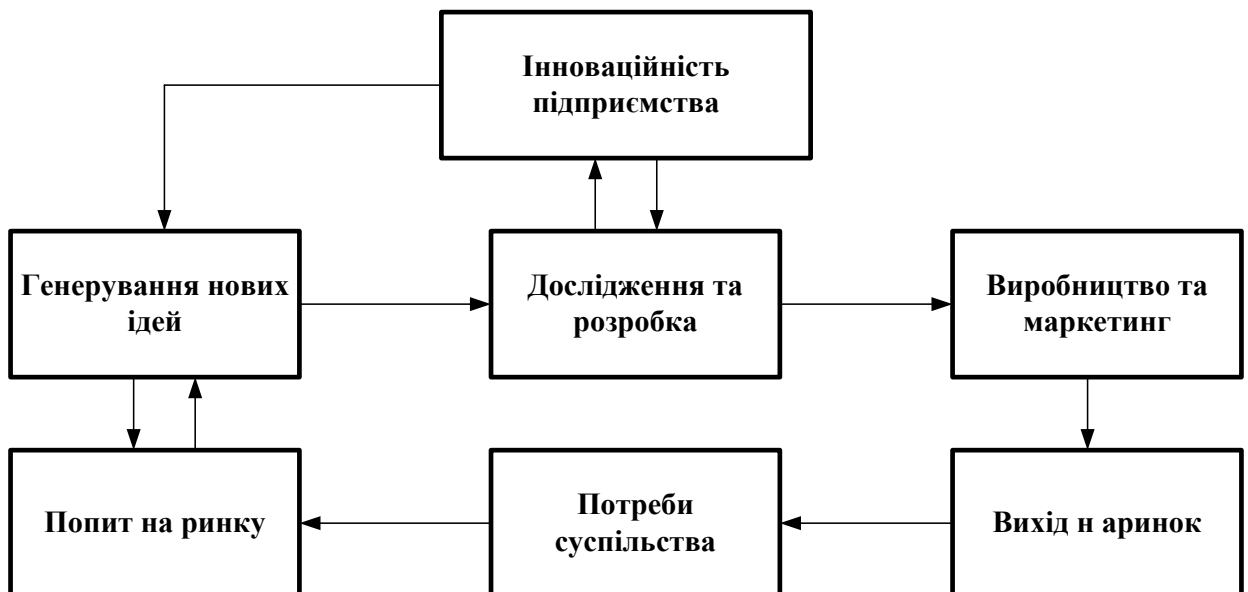 Інноваційність
підприємства
Генерування нових
ідей
Дослідження та
розробка
Виробництво та
маркетинг
Попит на ринку
Потреби
суспільства
Вихід н аринок